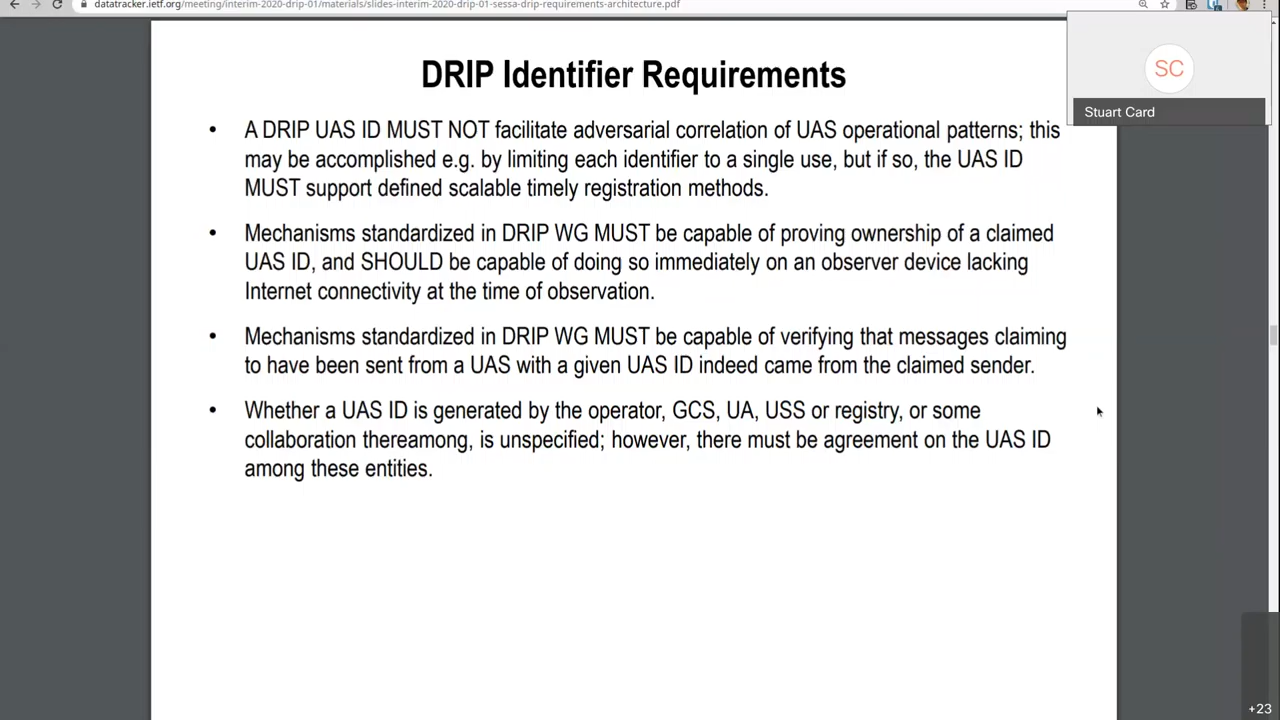 datatracker.ietf.org/meeting/interim-2020-drip-01/materials/slides-interim-2020-drip-01-sessa-drip-requirements-architecture.pdf
SC
Stuart Card
DRIP Identifier Requirements
• A DRIP UAS ID MUST NOT facilitate adversarial correlation of UAS operational patterns; this
may be accomplished e.g. by limiting each identifier to a single use, but if so, the UAS ID
MUST support defined scalable timely registration methods.
• Mechanisms standardized in DRIP WG MUST be capable of proving ownership of a claimed
UAS ID, and SHOULD be capable of doing so immediately on an observer device lacking
Internet connectivity at the time of observation.
• Mechanisms standardized in DRIP WG MUST be capable of verifying that messages claiming
to have been sent from a UAS with a given UAS ID indeed came from the claimed sender.
• Whether a UAS ID is generated by the operator, GCS, UA, USS or registry, or some
collaboration thereamong, is unspecified; however, there must be agreement on the UAS ID
among these entities.
+23